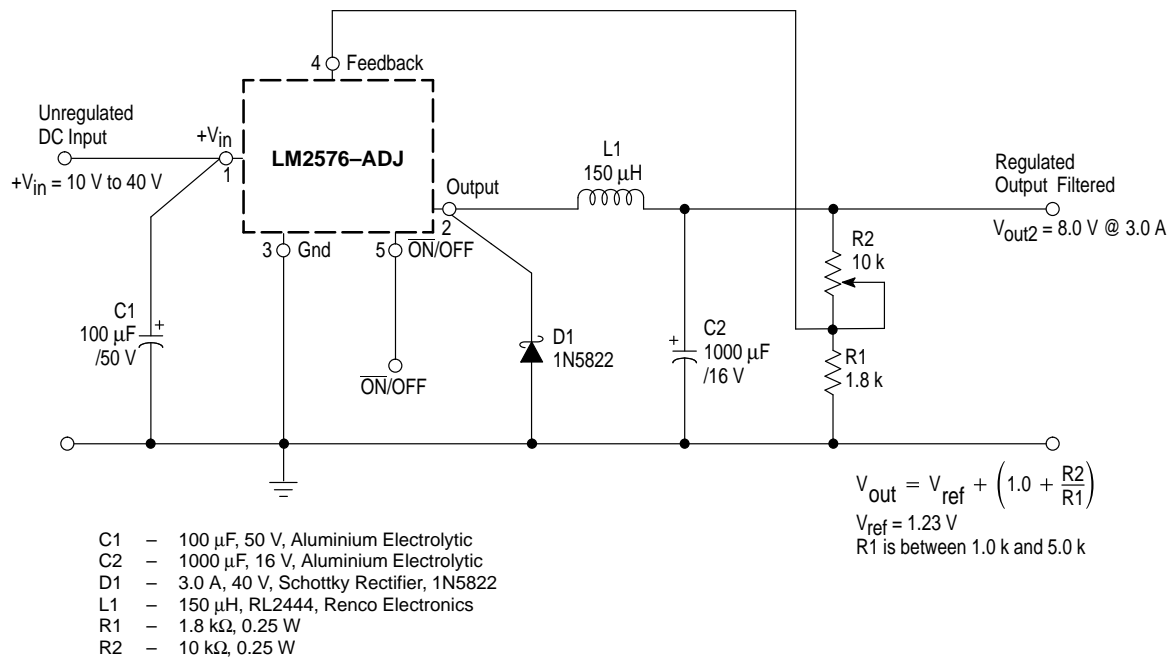 4
Feedback
Unregulated
DC Input
+Vin
1
LM2576–ADJ
+Vin = 10 V to 40 V
L1
150 μH
Output
2
Regulated
Output Filtered
Vout2 = 8.0 V @ 3.0 A
3
Gnd
5
ON/OFF
R2
10 k
C1
100 μF
/50 V
+
D1
1N5822
+
C2
1000 μF
/16 V
R1
1.8 k
ON/OFF
Vout = Vref + (1.0 + R2/R1)
Vref = 1.23 V
R1 is between 1.0 k and 5.0 k
C1 – 100 μF, 50 V, Aluminium Electrolytic
C2 – 1000 μF, 16 V, Aluminium Electrolytic
D1 – 3.0 A, 40 V, Schottky Rectifier, 1N5822
L1 – 150 μH, RL2444, Renco Electronics
R1 – 1.8 kΩ, 0.25 W
R2 – 10 kΩ, 0.25 W